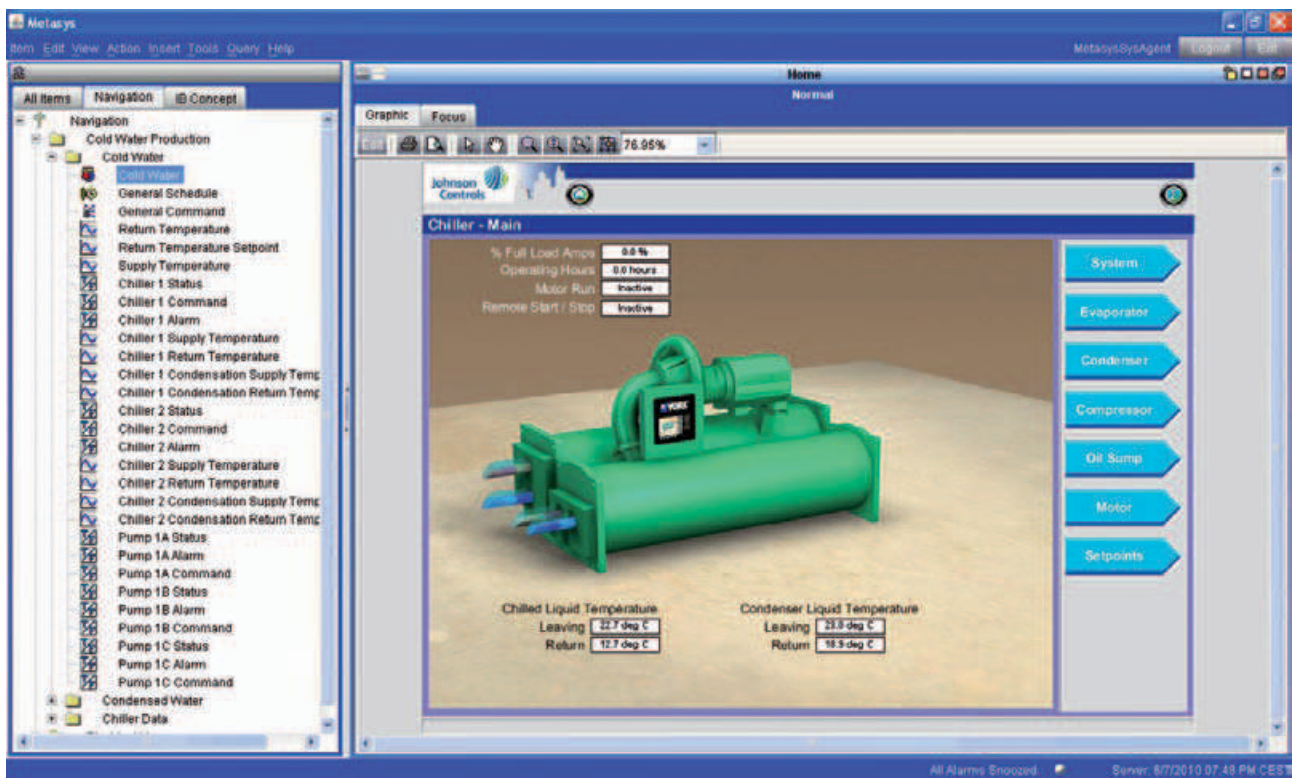 Metasys
Item Edit View Action Insert Tools Query Help
MetasysSysAgent Logout Exit
Home
Normal
All Items Navigation IB Concept
Graphic Focus
76.95%
Navigation
Cold Water Production
Cold Water
Cold Water
General Schedule
General Command
Return Temperature
Return Temperature Setpoint
Supply Temperature
Chiller 1 Status
Chiller 1 Command
Chiller 1 Alarm
Chiller 1 Supply Temperature
Chiller 1 Return Temperature
Chiller 1 Condensation Supply Temp
Chiller 1 Condensation Return Temp
Chiller 2 Status
Chiller 2 Command
Chiller 2 Alarm
Chiller 2 Supply Temperature
Chiller 2 Return Temperature
Chiller 2 Condensation Supply Temp
Chiller 2 Condensation Return Temp
Pump 1A Status
Pump 1A Alarm
Pump 1A Command
Pump 1B Status
Pump 1B Alarm
Pump 1B Command
Pump 1C Status
Pump 1C Alarm
Pump 1C Command
Condensed Water
Chiller Data
Johnson
Controls
Chiller - Main
% Full Load Amps 0.0 %
Operating Hours 0.0 hours
Motor Run Inactive
Remote Start / Stop Inactive
YORK
System
Evaporator
Condenser
Compressor
Oil Sump
Motor
Setpoints
Chilled Liquid Temperature
Leaving 22.7 deg C
Return 12.7 deg C
Condenser Liquid Temperature
Leaving 23.0 deg C
Return 18.9 deg C
All Alarms Snoozed
Server: 8/7/2010 07:48 PM CEST